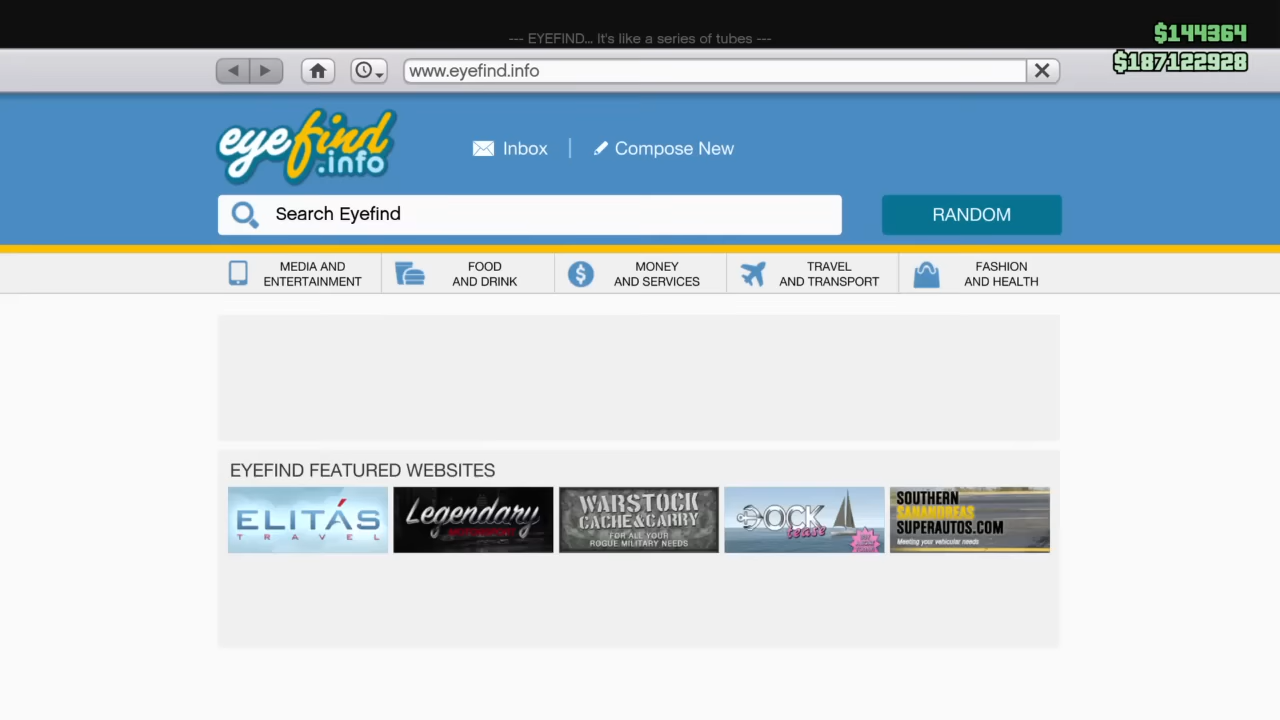 --- EYEFIND... It's like a series of tubes ---
$144364
$187122928
www.eyefind.info
eyefind
.info
Inbox
Compose New
Search Eyefind
RANDOM
MEDIA AND
ENTERTAINMENT
FOOD
AND DRINK
MONEY
AND SERVICES
TRAVEL
AND TRANSPORT
FASHION
AND HEALTH
EYEFIND FEATURED WEBSITES
ELITÁS
TRAVEL
Legendary
WARSTOCK
CACHE & CARRY
FOR ALL YOUR
ROGUE MILITARY NEEDS
DOCK
tease
SOUTHERN
SANANDREAS
SUPERAUTOS.COM
Meeting your vehicular needs